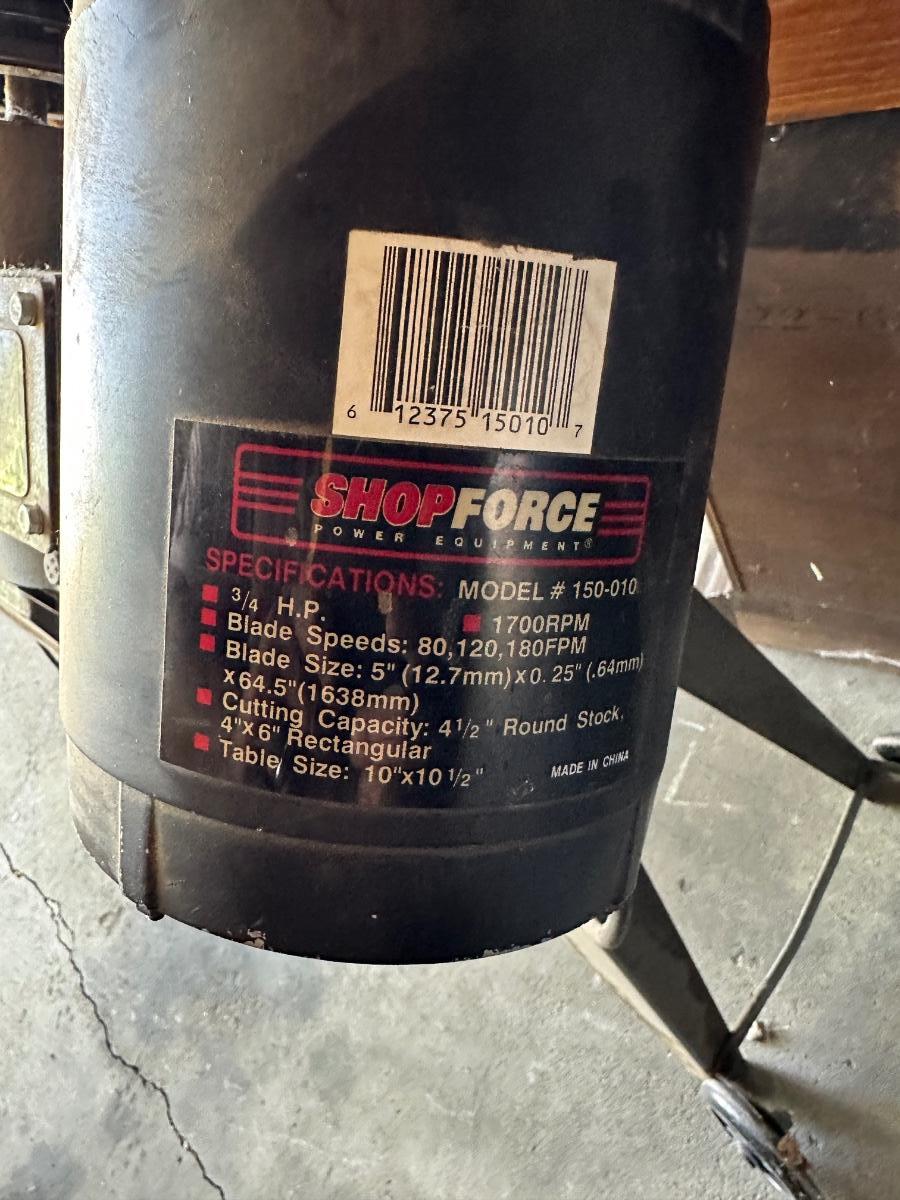 6 12375 15010 7
SHOPFORCE
POWER EQUIPMENT®
SPECIFICATIONS: MODEL # 150-010
3/4 H.P. 1700RPM
Blade Speeds: 80,120,180FPM
Blade Size: 5" (12.7mm)x0.25" (.64mm)
x64.5"(1638mm)
Cutting Capacity: 4 1/2" Round Stock,
4"x6" Rectangular
Table Size: 10"x10 1/2"
MADE IN CHINA